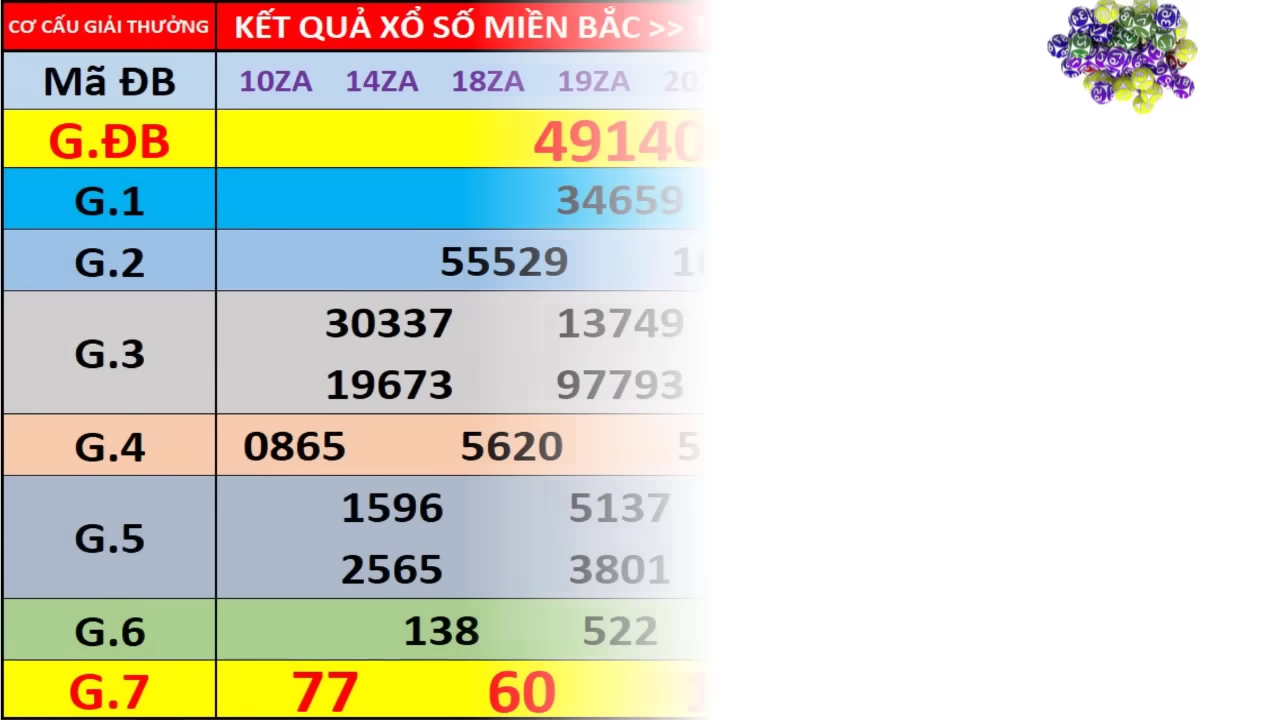 CƠ CẤU GIẢI THƯỞNG KẾT QUẢ XỔ SỐ MIỀN BẮC >>
Mã ĐB 10ZA 14ZA 18ZA 19ZA
G.ĐB 49140
G.1 34659
G.2 55529
G.3 30337 13749
19673 97793
G.4 0865 5620
G.5 1596 5137
2565 3801
G.6 138 522
G.7 77 60